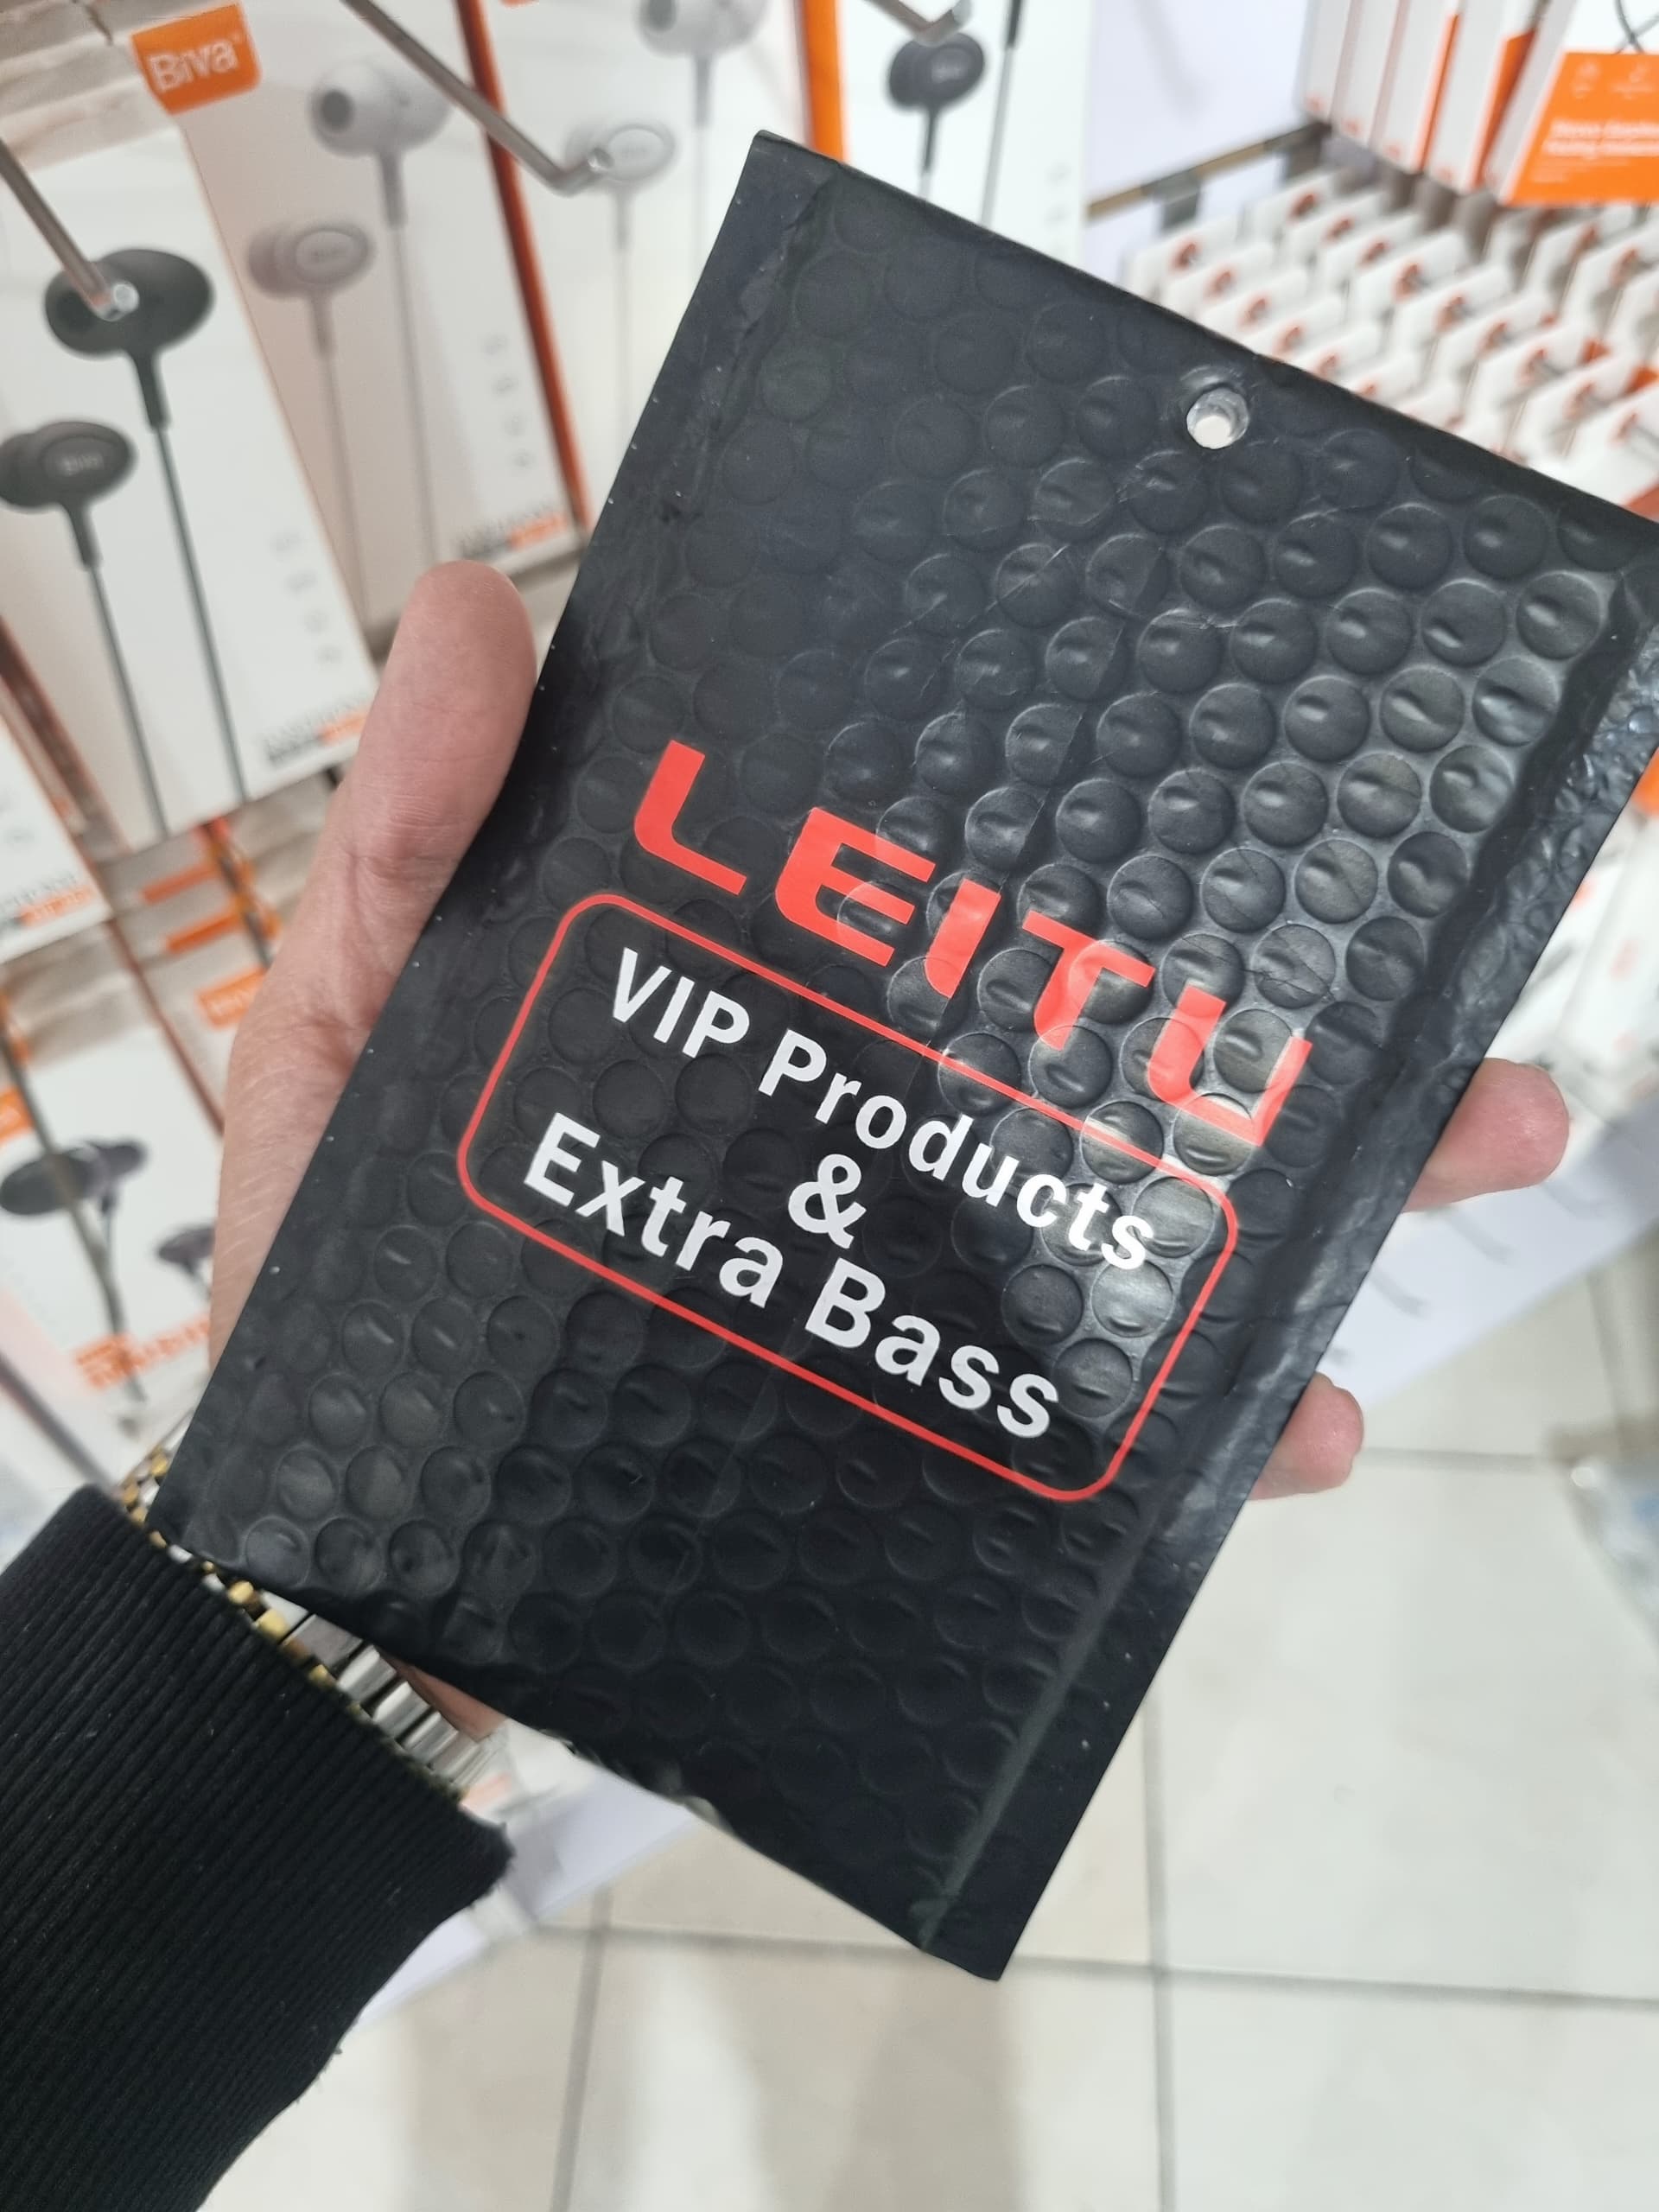 Biva
LEITU
VIP Products
&
Extra Bass